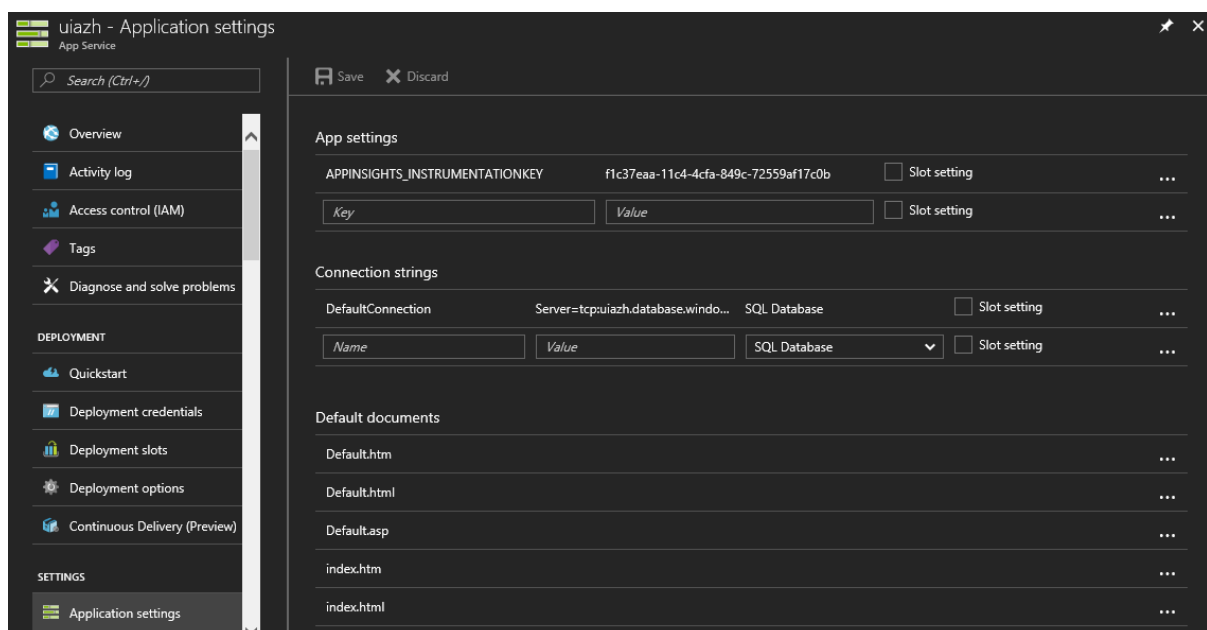 uiazh - Application settings
App Service
Search (Ctrl+/)
Overview
Activity log
Access control (IAM)
Tags
Diagnose and solve problems
DEPLOYMENT
Quickstart
Deployment credentials
Deployment slots
Deployment options
Continuous Delivery (Preview)
SETTINGS
Application settings
Save Discard
App settings
APPINSIGHTS_INSTRUMENTATIONKEY f1c37eaa-11c4-4cfa-849c-72559af17c0b Slot setting ...
Key Value Slot setting ...
Connection strings
DefaultConnection Server=tcp:uiazh.database.windo... SQL Database Slot setting ...
Name Value SQL Database Slot setting ...
Default documents
Default.htm ...
Default.html ...
Default.asp ...
index.htm ...
index.html ...